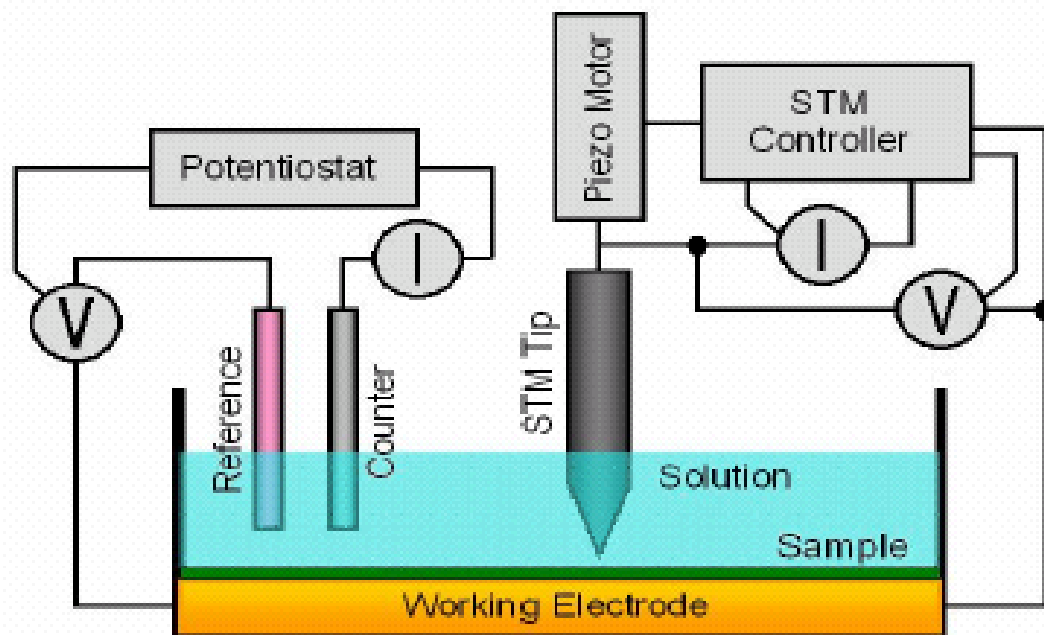 Piezo Motor
STM
Controller
Potentiostat
I
I
V
V
Reference
Counter
STM Tip
Solution
Sample
Working Electrode